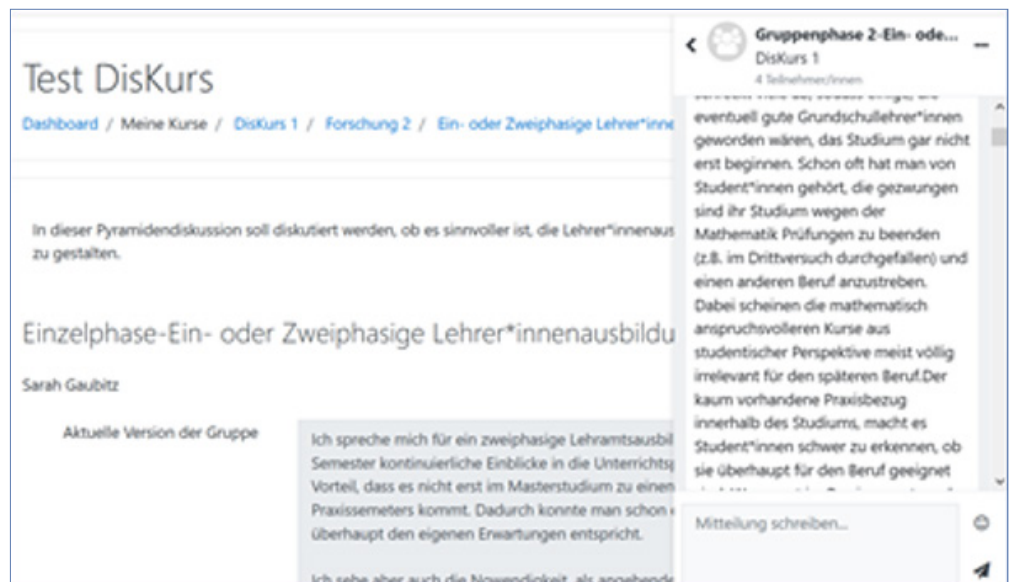 Test DisKurs
Dashboard / Meine Kurse / DisKurs 1 / Forschung 2 / Ein- oder Zweiphasige Lehrer*inne
In dieser Pyramidendiskussion soll diskutiert werden, ob es sinnvoller ist, die Lehrer*innenaus
zu gestalten.
Einzelphase-Ein- oder Zweiphasige Lehrer*innenausbildu
Sarah Gaubitz
Aktuelle Version der Gruppe
Ich spreche mich für ein zweiphasige Lehramtsausbil
Semester kontinuierliche Einblicke in die Unterrichtsp
Vorteil, dass es nicht erst im Masterstudium zu einen
Praxissemeters kommt. Dadurch konnte man schon
überhaupt den eigenen Erwartungen entspricht.
Ich sehe aber auch die Nowendigkeit, als angehende
Gruppenphase 2-Ein- ode...
DisKurs 1
4 Teilnehmer/innen
eventuell gute Grundschullehrer*innen
geworden wären, das Studium gar nicht
erst beginnen. Schon oft hat man von
Student*innen gehört, die gezwungen
sind ihr Studium wegen der
Mathematik Prüfungen zu beenden
(z.B. im Drittversuch durchgefallen) und
einen anderen Beruf anzustreben.
Dabei scheinen die mathematisch
anspruchsvolleren Kurse aus
studentischer Perspektive meist völlig
irrelevant für den späteren Beruf.Der
kaum vorhandene Praxisbezug
innerhalb des Studiums, macht es
Student*innen schwer zu erkennen, ob
sie überhaupt für den Beruf geeignet
Mitteilung schreiben...